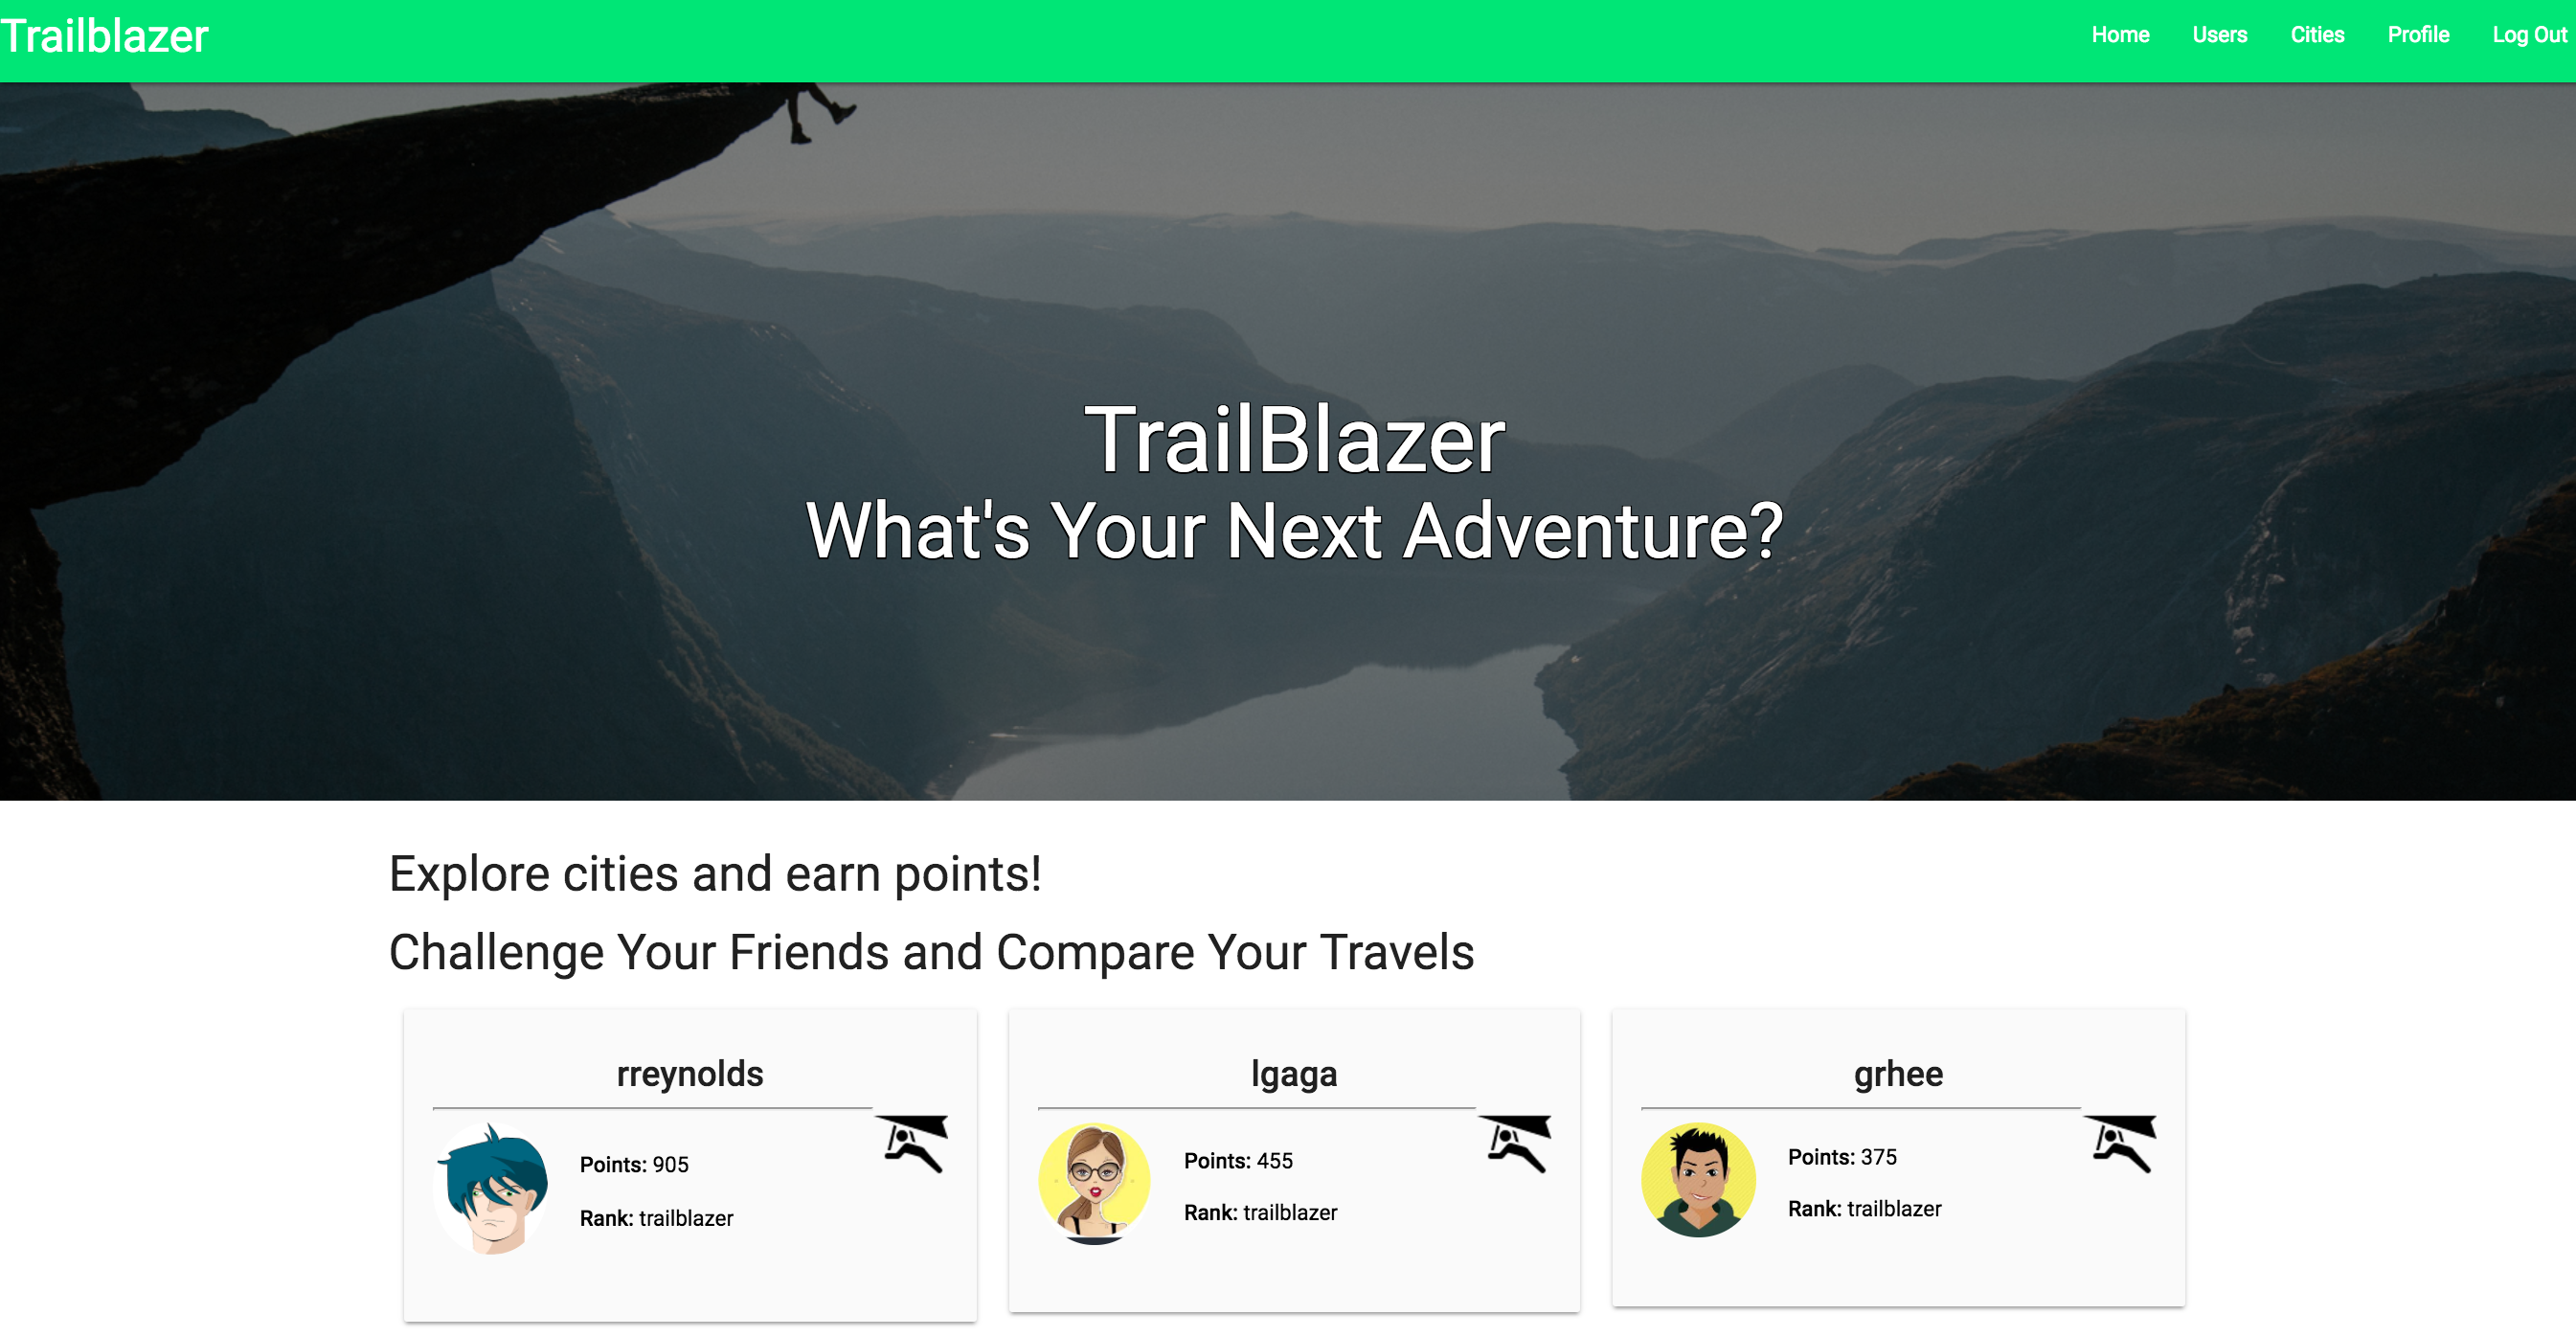 Trailblazer
Home Users Cities Profile Log Out
TrailBlazer
What's Your Next Adventure?
Explore cities and earn points!
Challenge Your Friends and Compare Your Travels
rreynolds
Points: 905
Rank: trailblazer
lgaga
Points: 455
Rank: trailblazer
grhee
Points: 375
Rank: trailblazer